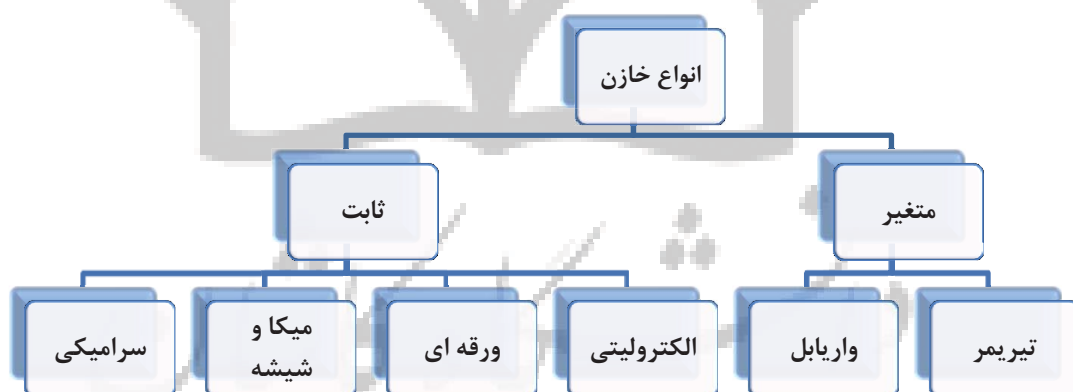 انواع خازن
متغیر
ثابت
تیریمر
واریابل
الکترولیتی
ورقه ای
میکا و
شیشه
سرامیکی